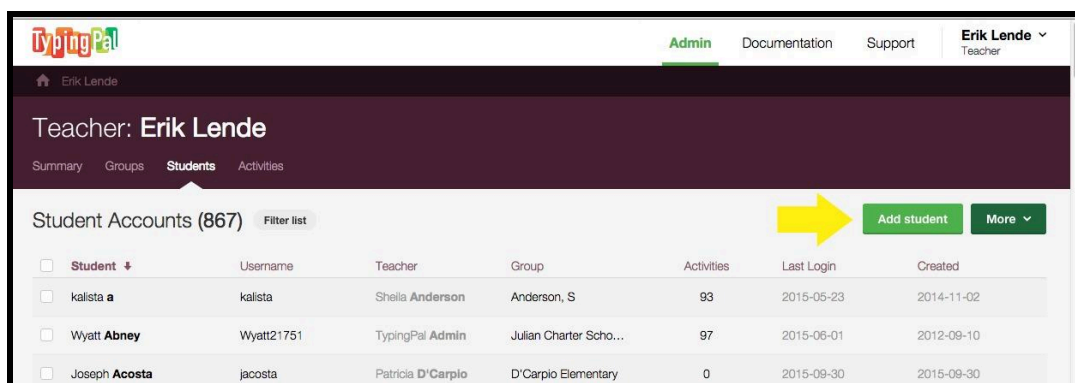 TypingPal
Admin Documentation Support Erik Lende
Teacher
Erik Lende
Teacher: Erik Lende
Summary Groups Students Activities
Student Accounts (867) Filter list Add student More
Student Username Teacher Group Activities Last Login Created
kalista a kalista Sheila Anderson Anderson, S 93 2015-05-23 2014-11-02
Wyatt Abney Wyatt21751 TypingPal Admin Julian Charter Scho... 97 2015-06-01 2012-09-10
Joseph Acosta jacosta Patricia D'Carpio D'Carpio Elementary 0 2015-09-30 2015-09-30